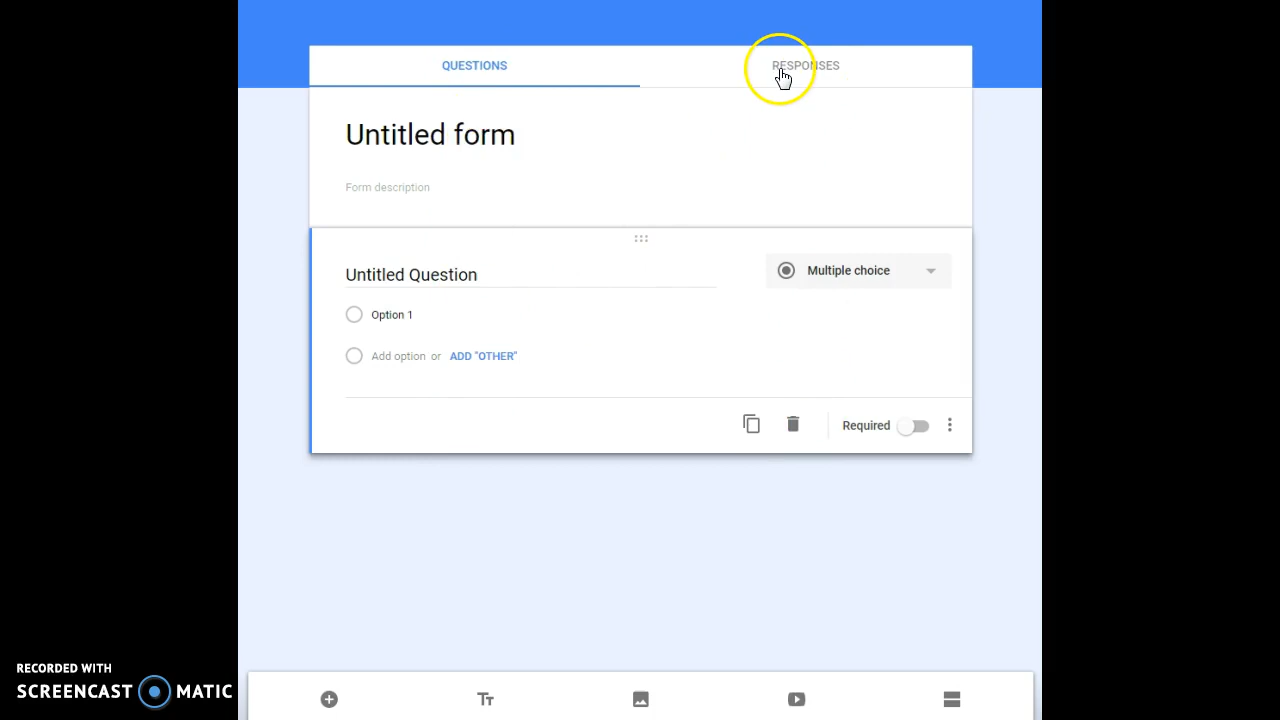 QUESTIONS
RESPONSES
Untitled form
Form description
Untitled Question
Multiple choice
Option 1
Add option or ADD "OTHER"
Required
RECORDED WITH
SCREENCAST MATIC
Tт